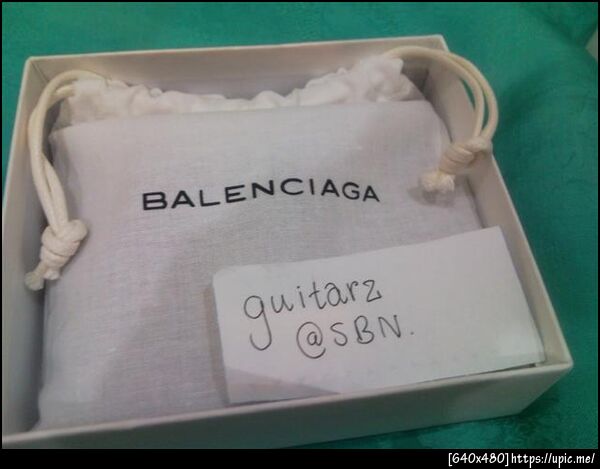 BALENCIAGA
guitarz
@SBN.
[640x480]https://upic.me/